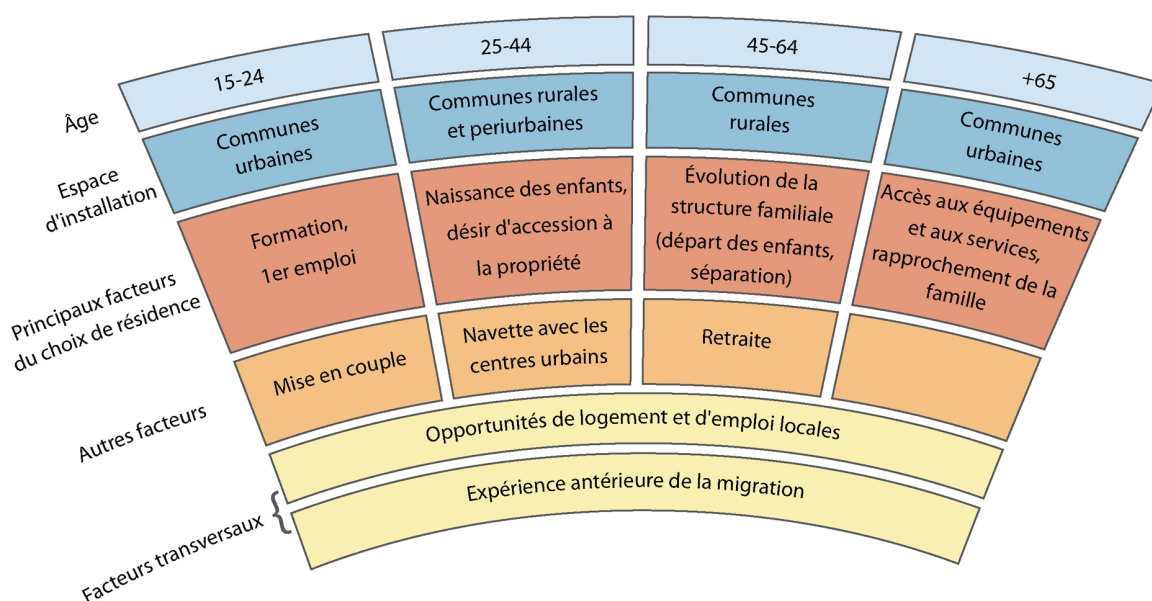 Âge
15-24
25-44
45-64
+65
Espace
d'installation
Communes
urbaines
Communes rurales
et periurbaines
Communes
rurales
Communes
urbaines
Principaux facteurs
du choix de résidence
Formation,
1er emploi
Naissance des enfants,
désir d'accession à
la propriété
Évolution de la
structure familiale
(départ des enfants,
séparation)
Accès aux équipements
et aux services,
rapprochement de la
famille
Autres facteurs
Mise en couple
Navette avec les
centres urbains
Retraite
Facteurs transversaux
Opportunités de logement et d'emploi locales
Expérience antérieure de la migration